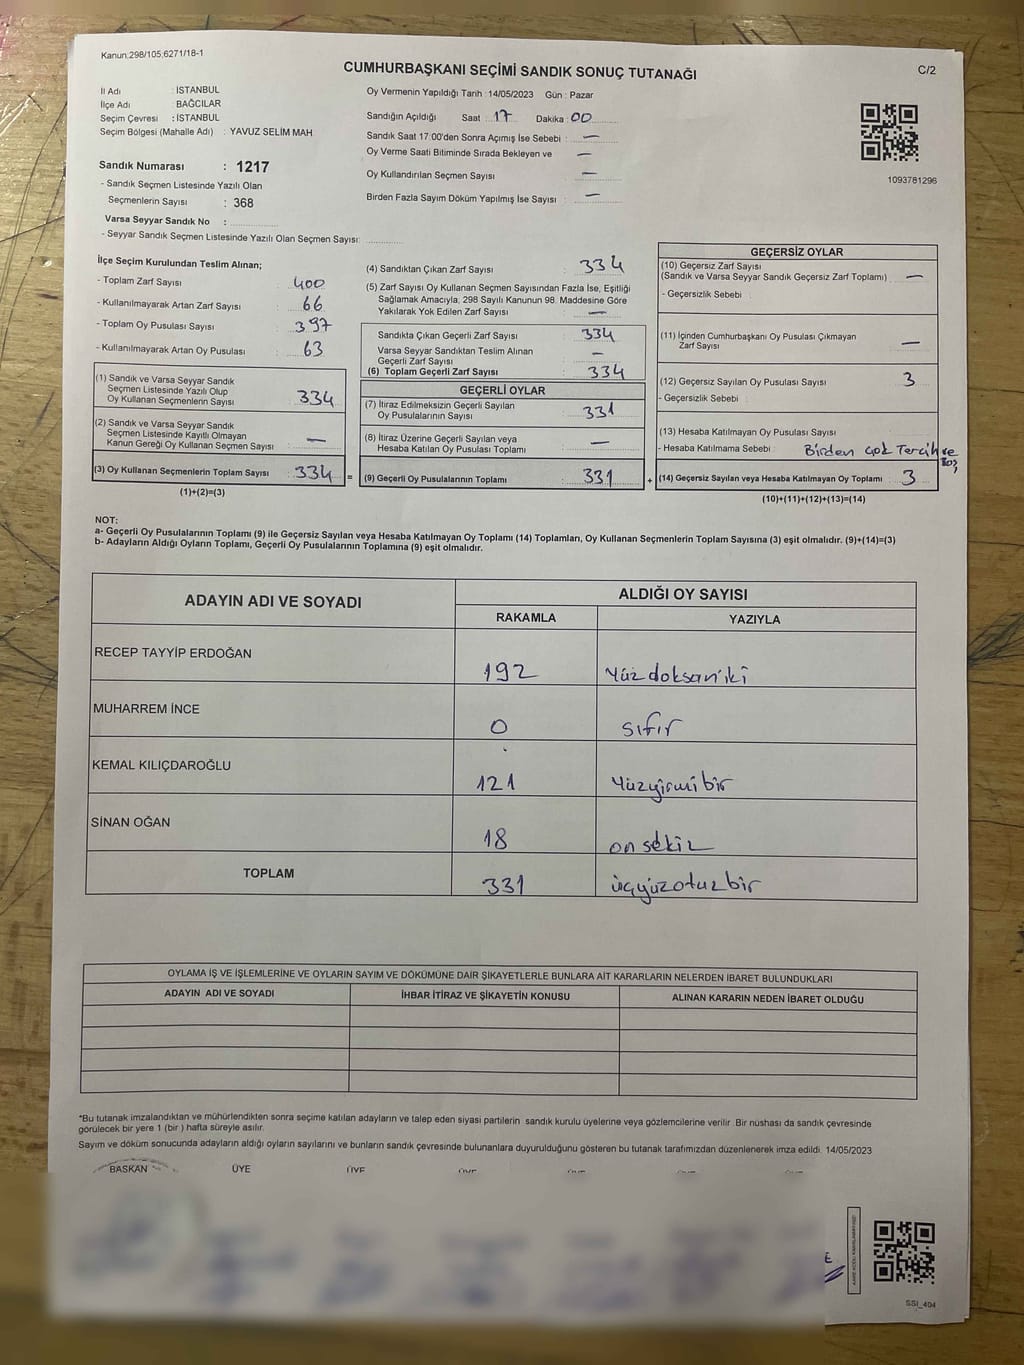 Kanun,298/105,6271/18-1
C/2
CUMHURBAŞKANI SEÇİMİ SANDIK SONUÇ TUTANAĞI
İl Adı : İSTANBUL
İlçe Adı : BAĞCILAR
Seçim Çevresi : İSTANBUL
Seçim Bölgesi (Mahalle Adı) : YAVUZ SELİM MAH
Sandık Numarası : 1217
- Sandık Seçmen Listesinde Yazılı Olan
Seçmenlerin Sayısı : 368
Varsa Seyyar Sandık No :
- Seyyar Sandık Seçmen Listesinde Yazılı Olan Seçmen Sayısı:
Oy Vermenin Yapıldığı Tarih : 14/05/2023 Gün : Pazar
Sandığın Açıldığı Saat : 17 Dakika : 00
Sandık Saat 17:00'den Sonra Açımış İse Sebebi : —
Oy Verme Saati Bitiminde Sırada Bekleyen ve —
Oy Kullandırılan Seçmen Sayısı : —
Birden Fazla Sayım Döküm Yapılmış İse Sayısı : —
1093781296
İlçe Seçim Kurulundan Teslim Alınan;
- Toplam Zarf Sayısı : 400
- Kullanılmayarak Artan Zarf Sayısı : 66
- Toplam Oy Pusulası Sayısı : 397
- Kullanılmayarak Artan Oy Pusulası : 63
(1) Sandık ve Varsa Seyyar Sandık
Seçmen Listesinde Yazılı Olup
Oy Kullanan Seçmenlerin Sayısı : 334
(2) Sandık ve Varsa Seyyar Sandık
Seçmen Listesinde Kayıtlı Olmayan
Kanun Gereği Oy Kullanan Seçmen Sayısı : —
(3) Oy Kullanan Seçmenlerin Toplam Sayısı : 334 =
(1)+(2)=(3)
(4) Sandıktan Çıkan Zarf Sayısı : 334
(5) Zarf Sayısı Oy Kullanan Seçmen Sayısından Fazla İse, Eşitliği
Sağlamak Amacıyla, 298 Sayılı Kanunun 98. Maddesine Göre
Yakılarak Yok Edilen Zarf Sayısı : —
Sandıkta Çıkan Geçerli Zarf Sayısı : 334
Varsa Seyyar Sandıktan Teslim Alınan
Geçerli Zarf Sayısı : —
(6) Toplam Geçerli Zarf Sayısı : 334
GEÇERLİ OYLAR
(7) İtiraz Edilmeksizin Geçerli Sayılan
Oy Pusulalarının Sayısı : 331
(8) İtiraz Üzerine Geçerli Sayılan veya
Hesaba Katılan Oy Pusulası Toplamı : —
(9) Geçerli Oy Pusulalarının Toplamı : 331 +
GEÇERSİZ OYLAR
(10) Geçersiz Zarf Sayısı
(Sandık ve Varsa Seyyar Sandık Geçersiz Zarf Toplamı) : —
- Geçersizlik Sebebi :
(11) İçinden Cumhurbaşkanı Oy Pusulası Çıkmayan
Zarf Sayısı : —
(12) Geçersiz Sayılan Oy Pusulası Sayısı : 3
- Geçersizlik Sebebi :
(13) Hesaba Katılmayan Oy Pusulası Sayısı :
- Hesaba Katılmama Sebebi : Birden çok Tercih ve
Boş
(14) Geçersiz Sayılan veya Hesaba Katılmayan Oy Toplamı : 3
(10)+(11)+(12)+(13)=(14)
NOT:
a- Geçerli Oy Pusulalarının Toplamı (9) ile Geçersiz Sayılan veya Hesaba Katılmayan Oy Toplamı (14) Toplamları, Oy Kullanan Seçmenlerin Toplam Sayısına (3) eşit olmalıdır. (9)+(14)=(3)
b- Adayların Aldığı Oyların Toplamı, Geçerli Oy Pusulalarının Toplamına (9) eşit olmalıdır.
ADAYIN ADI VE SOYADI ALDIĞI OY SAYISI
RAKAMLA YAZIYLA
RECEP TAYYİP ERDOĞAN 192 Yüz doksan'iki
MUHARREM İNCE 0 sıfır
KEMAL KILIÇDAROĞLU 121 Yüzyirmi bir
SİNAN OĞAN 18 on sekiz
TOPLAM 331 üçyüzotuzbir
OYLAMA İŞ VE İŞLEMLERİNE VE OYLARIN SAYIM VE DÖKÜMÜNE DAİR ŞİKAYETLERLE BUNLARA AİT KARARLARIN NELERDEN İBARET BULUNDUKLARI
ADAYIN ADI VE SOYADI İHBAR İTİRAZ VE ŞİKAYETİN KONUSU ALINAN KARARIN NEDEN İBARET OLDUĞU
*Bu tutanak imzalandıktan ve mühürlendikten sonra seçime katılan adayların ve talep eden siyasi partilerin sandık kurulu üyelerine veya gözlemcilerine verilir. Bir nüshası da sandık çevresinde
görülecek bir yere 1 (bir ) hafta süreyle asılır.
Sayım ve döküm sonucunda adayların aldığı oyların sayılarını ve bunların sandık çevresinde bulunanlara duyurulduğunu gösteren bu tutanak tarafımızdan düzenlenerek imza edildi. 14/05/2023
BAŞKAN ÜYE ÜYE
SSI_404